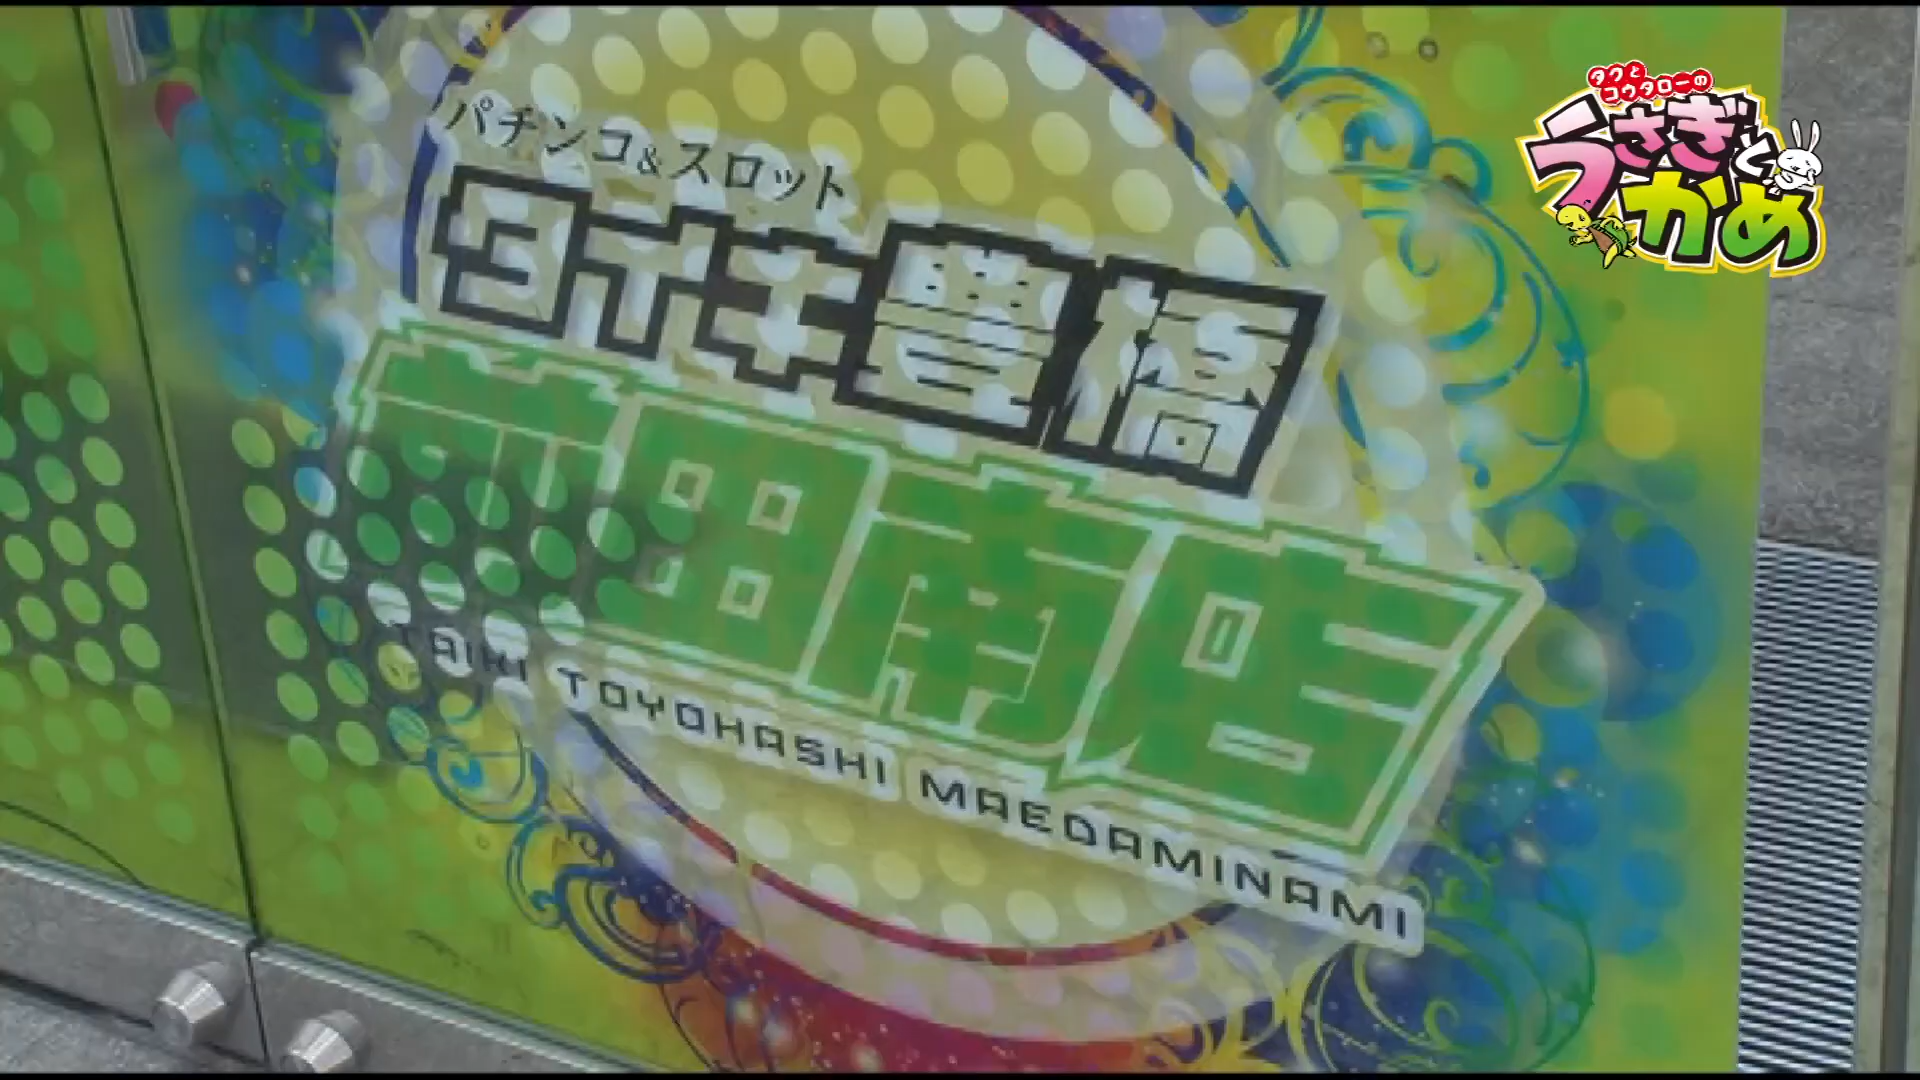 タクと
コウタローの
うさぎと
かめ
パチンコ&スロット
タイキ豊橋
前田南店
TAIKI TOYOHASHI MAEDAMINAMI